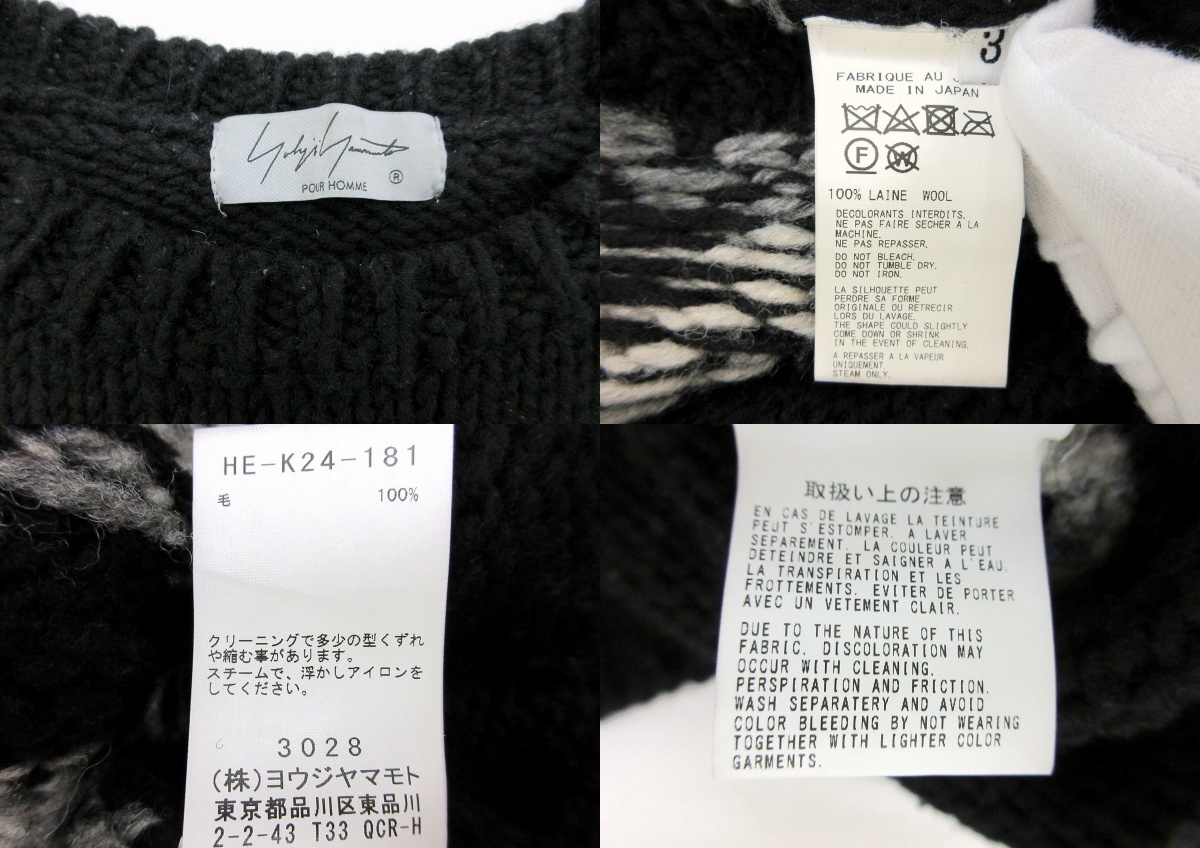 Yohji Yamamoto
POUR HOMME ®
3
FABRIQUE AU
MADE IN JAPAN
F W
100% LAINE WOOL
DECOLORANTS INTERDITS.
NE PAS FAIRE SECHER A LA
MACHINE.
NE PAS REPASSER.
DO NOT BLEACH.
DO NOT TUMBLE DRY.
DO NOT IRON.
LA SILHOUETTE PEUT
PERDRE SA FORME
ORIGINALE OU RETRECIR
LORS DU LAVAGE.
THE SHAPE COULD SLIGHTLY
COME DOWN OR SHRINK
IN THE EVENT OF CLEANING.
A REPASSER A LA VAPEUR
UNIQUEMENT.
STEAM ONLY.
HE-K24-181
毛 100%
クリーニングで多少の型くずれ
や縮む事があります。
スチームで、浮かしアイロンを
してください。
3028
(株)ヨウジヤマモト
東京都品川区東品川
2-2-43 T33 QCR-H
取扱い上の注意
EN CAS DE LAVAGE LA TEINTURE
PEUT S'ESTOMPER. A LAVER
SEPAREMENT. LA COULEUR PEUT
DETEINDRE ET SAIGNER A L'EAU.
LA TRANSPIRATION ET LES
FROTTEMENTS. EVITER DE PORTER
AVEC UN VETEMENT CLAIR.
DUE TO THE NATURE OF THIS
FABRIC. DISCOLORATION MAY
OCCUR WITH CLEANING.
PERSPIRATION AND FRICTION.
WASH SEPARATERY AND AVOID
COLOR BLEEDING BY NOT WEARING
TOGETHER WITH LIGHTER COLOR
GARMENTS.